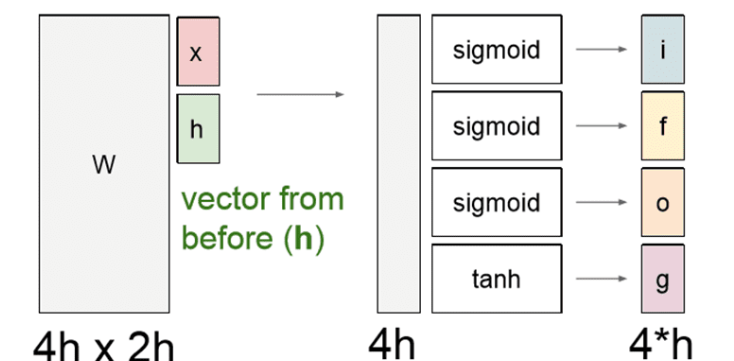 x
sigmoid
i
h
sigmoid
f
W
vector from
before (h)
sigmoid
o
tanh
g
4h x 2h
4h
4*h